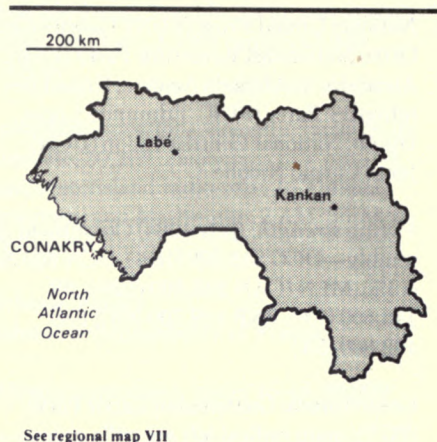 200 km
Labé
Kankan
CONAKRY
North
Atlantic
Ocean
See regional map VII